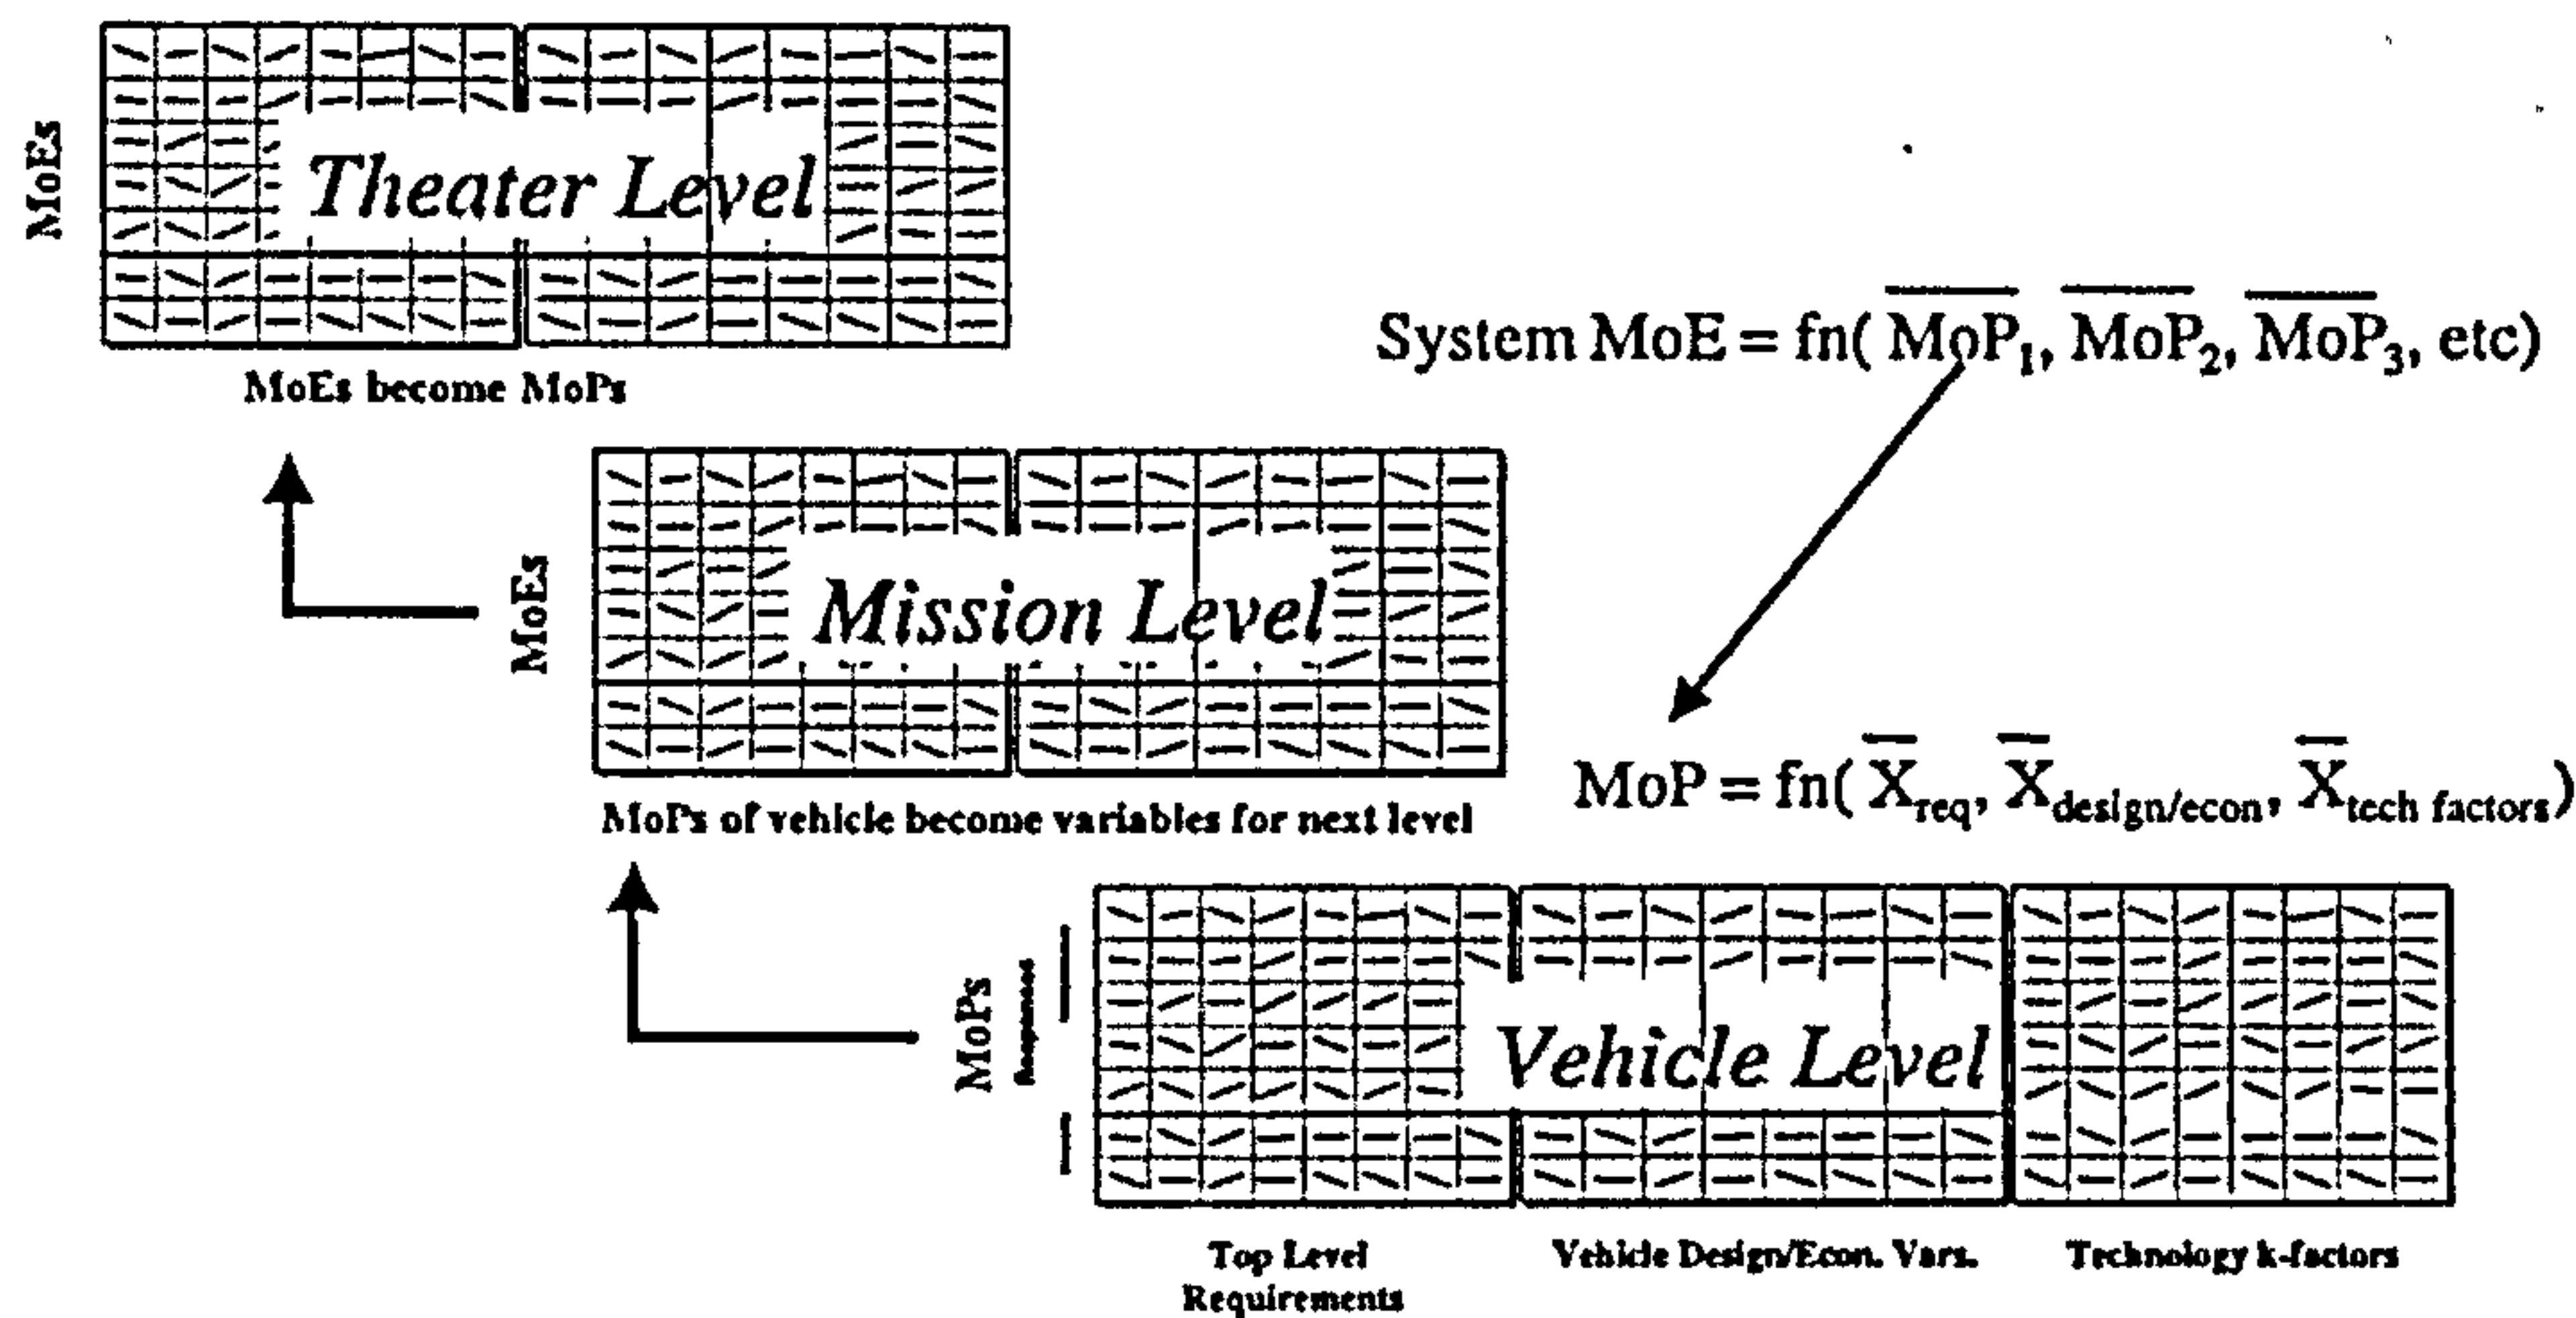 MoEs
Theater Level
MoEs become MoPs
System MoE = fn( MoP1, MoP2, MoP3, etc)
MoEs
Mission Level
MoPs of vehicle become variables for next level
MoP = fn( Xreq, Xdesign/econ, Xtech factors)
MoPs
Responses
Vehicle Level
Top Level
Requirements
Vehicle Design/Econ. Vars.
Technology k-factors